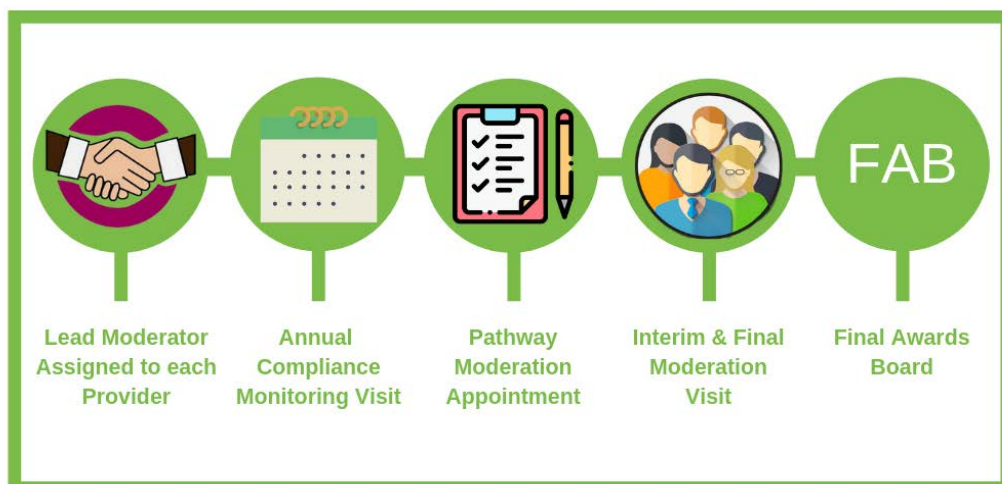 FAB
Lead Moderator
Assigned to each
Provider
Annual
Compliance
Monitoring Visit
Pathway
Moderation
Appointment
Interim & Final
Moderation
Visit
Final Awards
Board